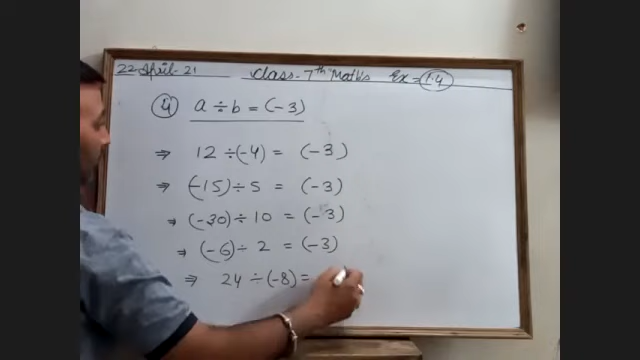 22-April-21 Class-7th Maths Ex=1.4
4 a ÷ b = (-3)
⇒ 12 ÷ (-4) = (-3)
⇒ (-15) ÷ 5 = (-3)
⇒ (-30) ÷ 10 = (-3)
⇒ (-6) ÷ 2 = (-3)
⇒ 24 ÷ (-8) =